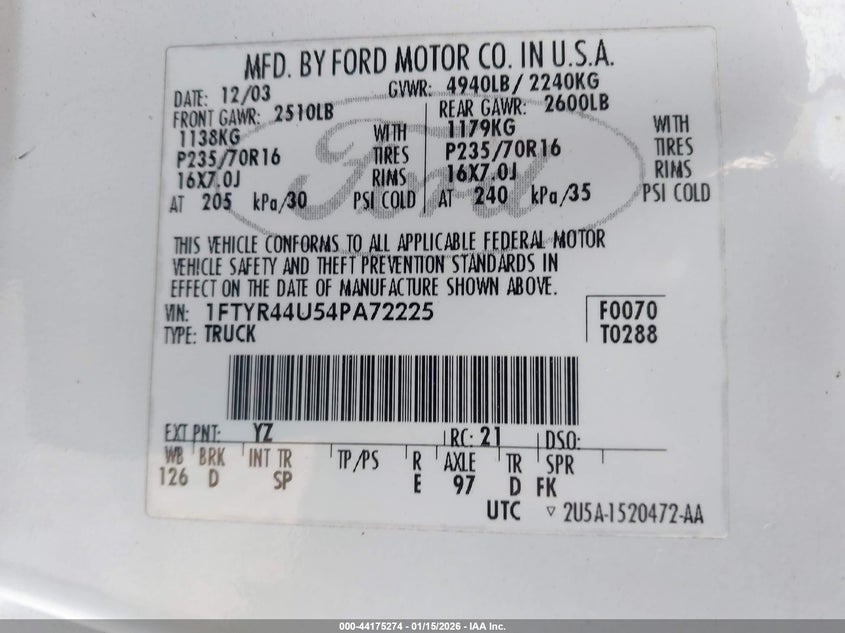 MFD. BY FORD MOTOR CO. IN U.S.A.
DATE: 12/03 GVWR: 4940LB/ 2240KG
FRONT GAWR: 2510LB REAR GAWR: 2600LB
1138KG WITH 1179KG WITH
P235/70R16 TIRES P235/70R16 TIRES
16X7.0J RIMS 16X7.0J RIMS
AT 205 kPa/30 PSI COLD AT 240 kPa/35 PSI COLD
Ford
THIS VEHICLE CONFORMS TO ALL APPLICABLE FEDERAL MOTOR
VEHICLE SAFETY AND THEFT PREVENTION STANDARDS IN
EFFECT ON THE DATE OF MANUFACTURE SHOWN ABOVE.
VIN: 1FTYR44U54PA72225 F0070
TYPE: TRUCK T0288
EXT PNT: YZ RC: 21 DSO:
WB BRK INT TR TP/PS R AXLE TR SPR
126 D SP E 97 D FK
UTC ▽ 2U5A-1520472-AA
000-44175274 - 01/15/2026 - IAA Inc.